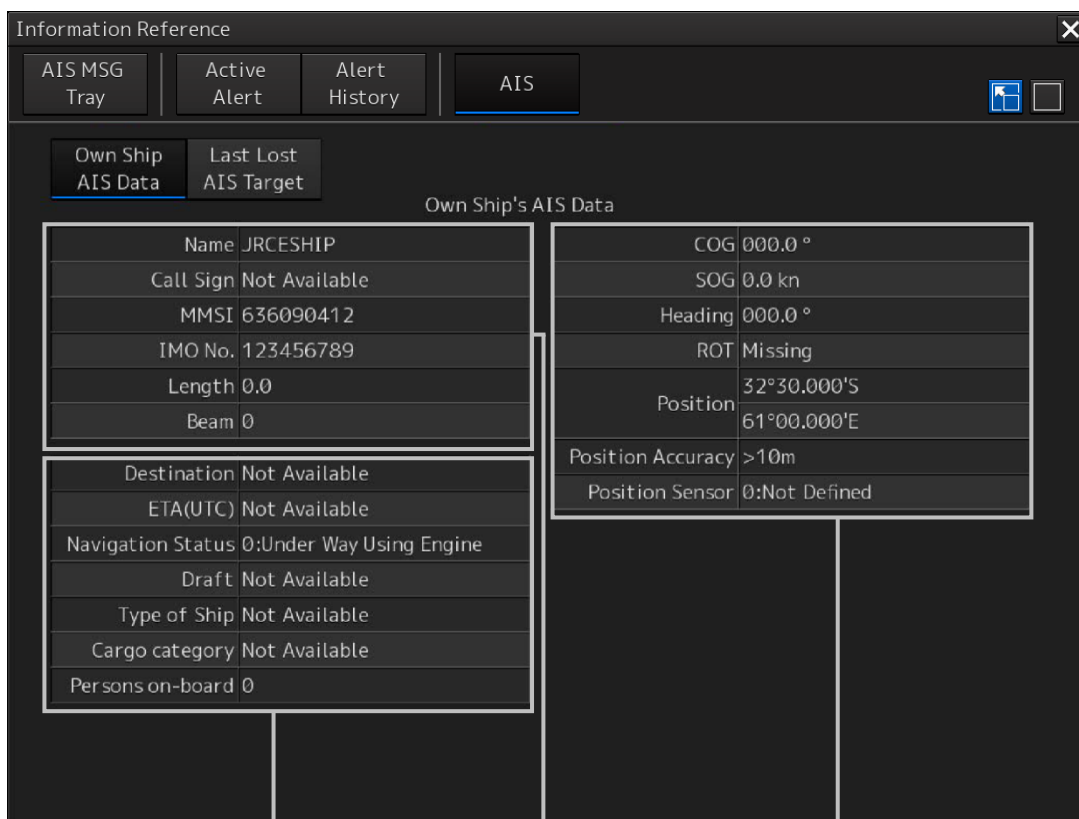 Information Reference
AIS MSG
Tray
Active
Alert
Alert
History
AIS
Own Ship
AIS Data
Last Lost
AIS Target
Own Ship's AIS Data
Name JRCESHIP
Call Sign Not Available
MMSI 636090412
IMO No. 123456789
Length 0.0
Beam 0
Destination Not Available
ETA(UTC) Not Available
Navigation Status 0:Under Way Using Engine
Draft Not Available
Type of Ship Not Available
Cargo category Not Available
Persons on-board 0
COG 000.0 °
SOG 0.0 kn
Heading 000.0 °
ROT Missing
Position 32°30.000'S
61°00.000'E
Position Accuracy >10m
Position Sensor 0:Not Defined